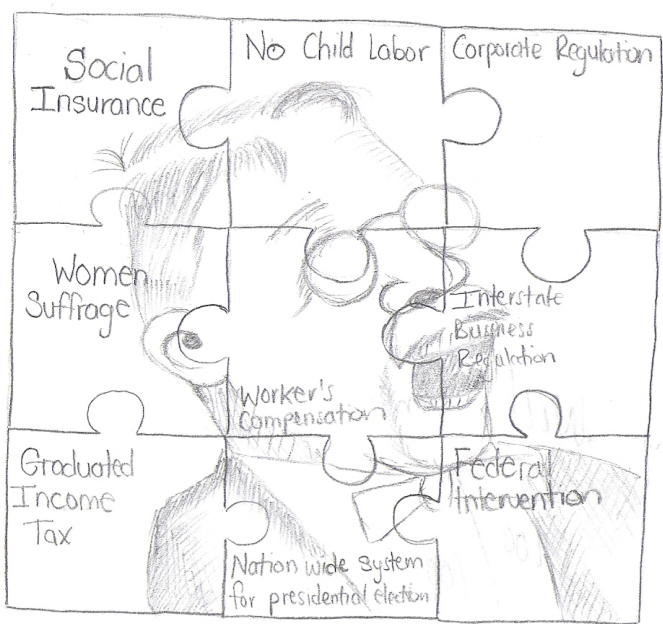 Social
Insurance
No Child Labor
Corporate Regulation
Women
Suffrage
Worker's
Compensation
Interstate
Business
Regulation
Graduated
Income
Tax
Nation wide system
for presidential election
Federal
Intervention